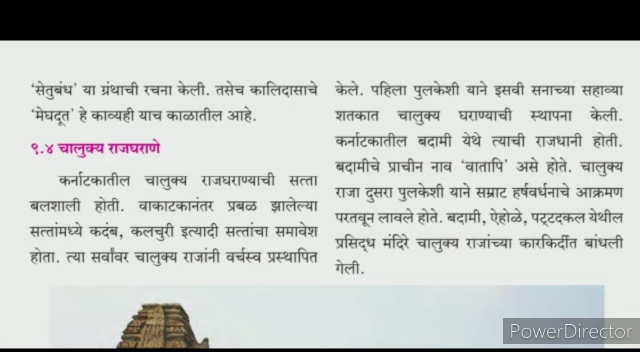 'सेतुबंध' या ग्रंथाची रचना केली. तसेच कालिदासाचे
'मेघदूत' हे काव्यही याच काळातील आहे.
९.४ चालुक्य राजघराणे
कर्नाटकातील चालुक्य राजघराण्याची सत्ता
बलशाली होती. वाकाटकानंतर प्रबळ झालेल्या
सत्तांमध्ये कदंब, कलचुरी इत्यादी सत्तांचा समावेश
होता. त्या सर्वांवर चालुक्य राजांनी वर्चस्व प्रस्थापित
केले. पहिला पुलकेशी याने इसवी सनाच्या सहाव्या
शतकात चालुक्य घराण्याची स्थापना केली.
कर्नाटकातील बदामी येथे त्याची राजधानी होती.
बदामीचे प्राचीन नाव 'वातापि' असे होते. चालुक्य
राजा दुसरा पुलकेशी याने सम्राट हर्षवर्धनाचे आक्रमण
परतवून लावले होते. बदामी, ऐहोळे, पट्टदकल येथील
प्रसिद्ध मंदिरे चालुक्य राजांच्या कारकिर्दीत बांधली
गेली.
PowerDirector